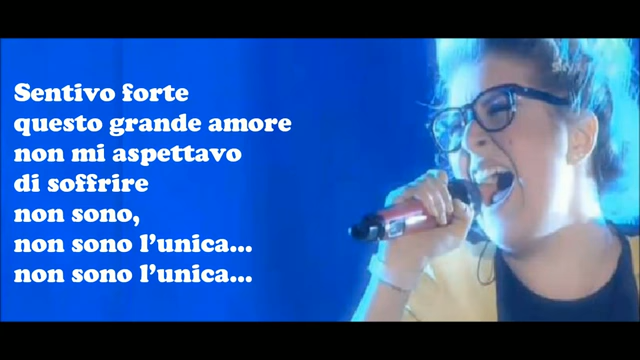 Sentivo forte
questo grande amore
non mi aspettavo
di soffrire
non sono,
non sono l’unica...
non sono l’unica...